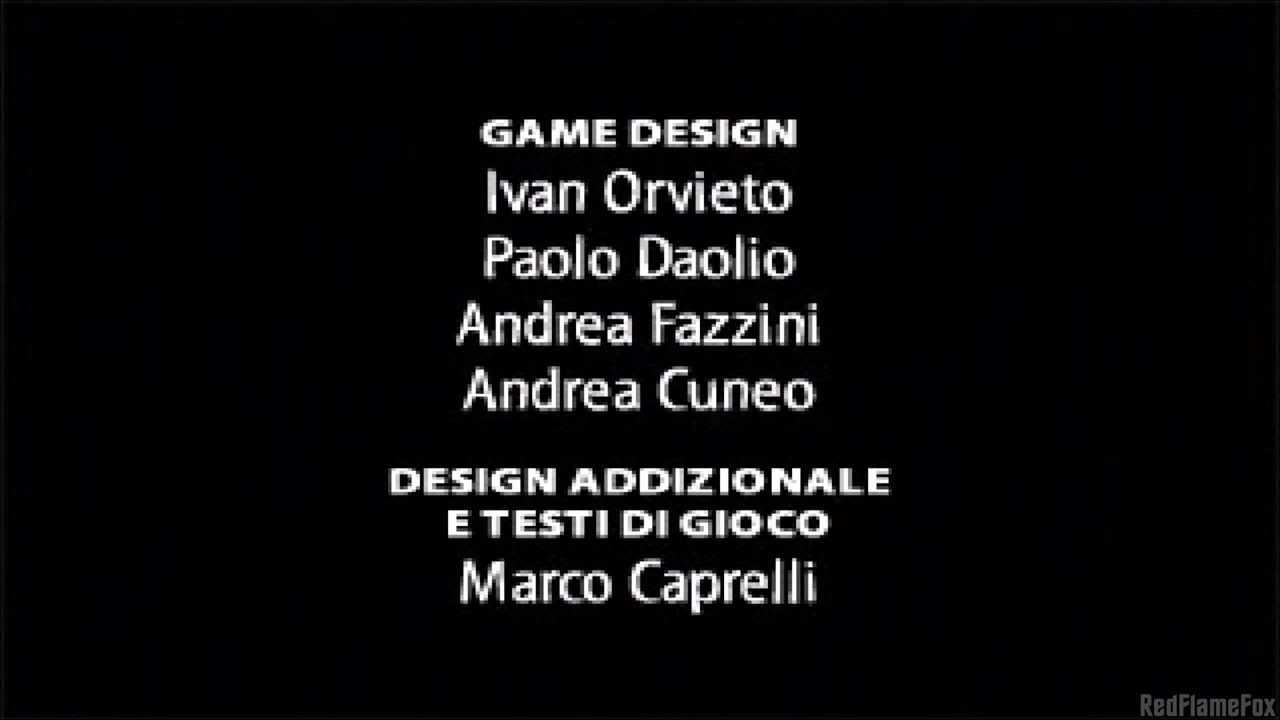 GAME DESIGN
Ivan Orvieto
Paolo Daolio
Andrea Fazzini
Andrea Cuneo
DESIGN ADDIZIONALE
E TESTI DI GIOCO
Marco Caprelli
RedFlameFox